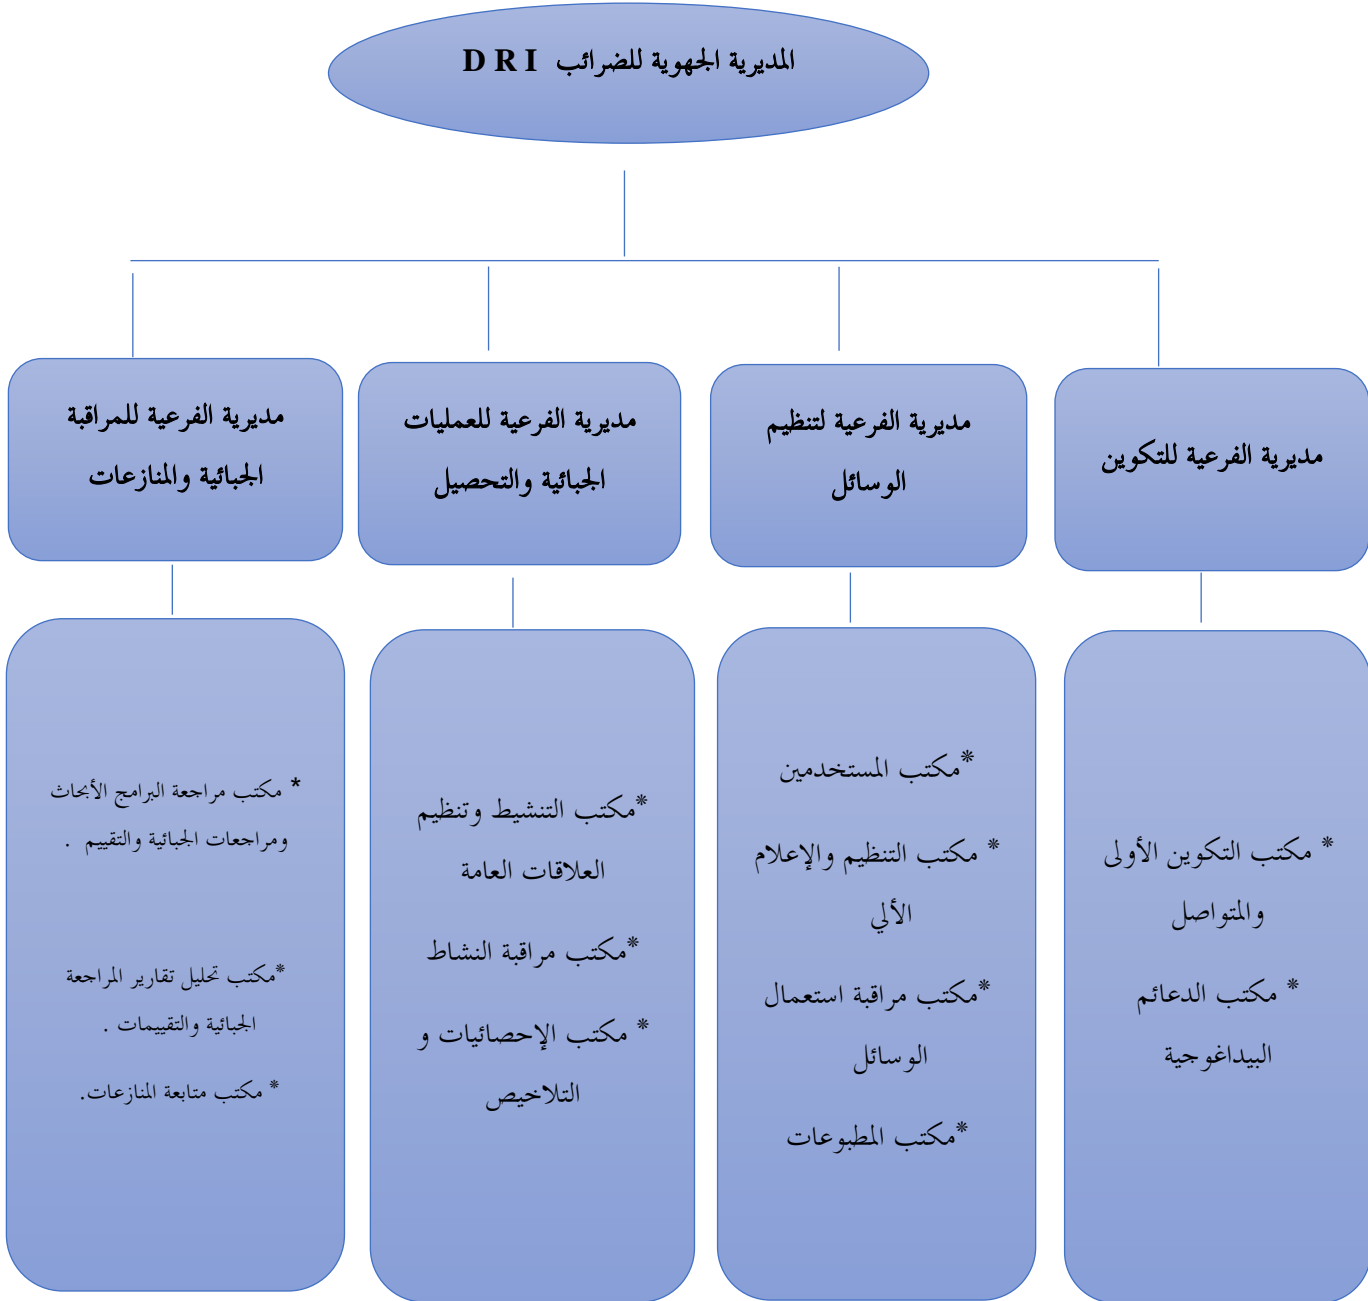 المديرية الجهوية للضرائب D R I
مديرية الفرعية للتكوين
مديرية الفرعية لتنظيم
الوسائل
مديرية الفرعية للعمليات
الجبائية والتحصيل
مديرية الفرعية للمراقبة
الجبائية والمنازعات
* مكتب التكوين الأولى
والمتواصل
* مكتب الدعائم
البيداغوجية
*مكتب المستخدمين
* مكتب التنظيم والإعلام
الألي
*مكتب مراقبة استعمال
الوسائل
*مكتب المطبوعات
*مكتب التنشيط وتنظيم
العلاقات العامة
*مكتب مراقبة النشاط
* مكتب الإحصائيات و
التلاخيص
* مكتب مراجعة البرامج الأبحاث
ومراجعات الجبائية والتقييم .
*مكتب تحليل تقارير المراجعة
الجبائية والتقييمات .
* مكتب متابعة المنازعات.